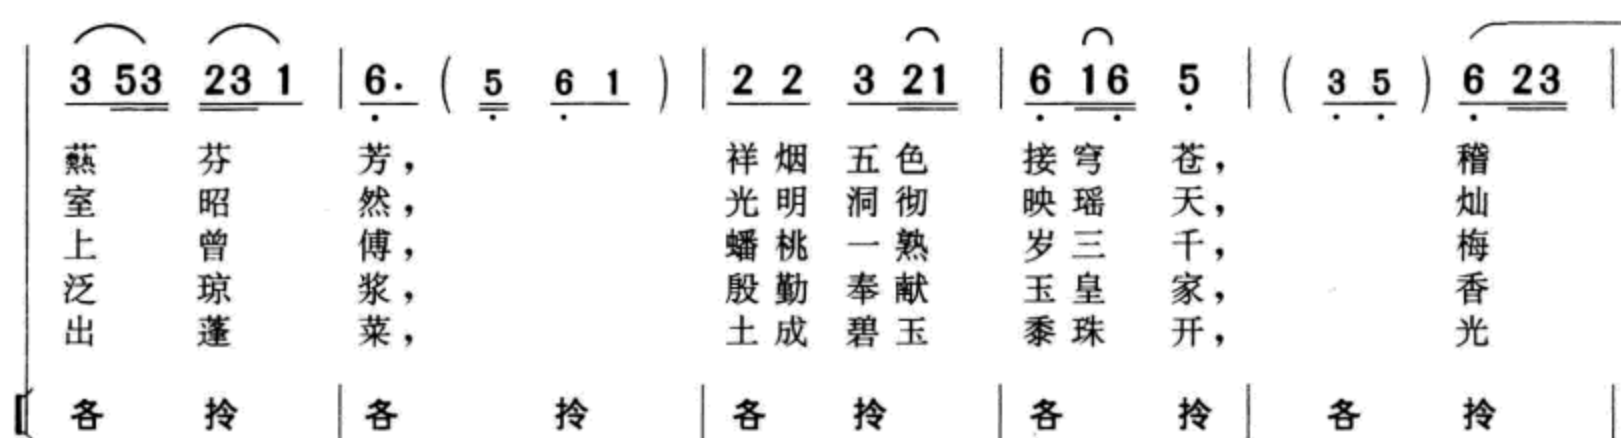 3 53 23 1 | 6. ( 5 6 1 ) | 2 2 3 21 | 6 16 5 | ( 3 5 ) 6 23 |
爇 芬 芳， 祥 烟 五 色 接 穹 苍， 稽
室 昭 然， 光 明 洞 彻 映 瑶 天， 灿
上 曾 傅， 蟠 桃 一 熟 岁 三 千， 梅
泛 琼 浆， 殷 勤 奉 献 玉 皇 家， 香
出 蓬 菜， 土 成 碧 玉 黍 珠 开， 光
各 拎 | 各 拎 | 各 拎 | 各 拎 | 各 拎